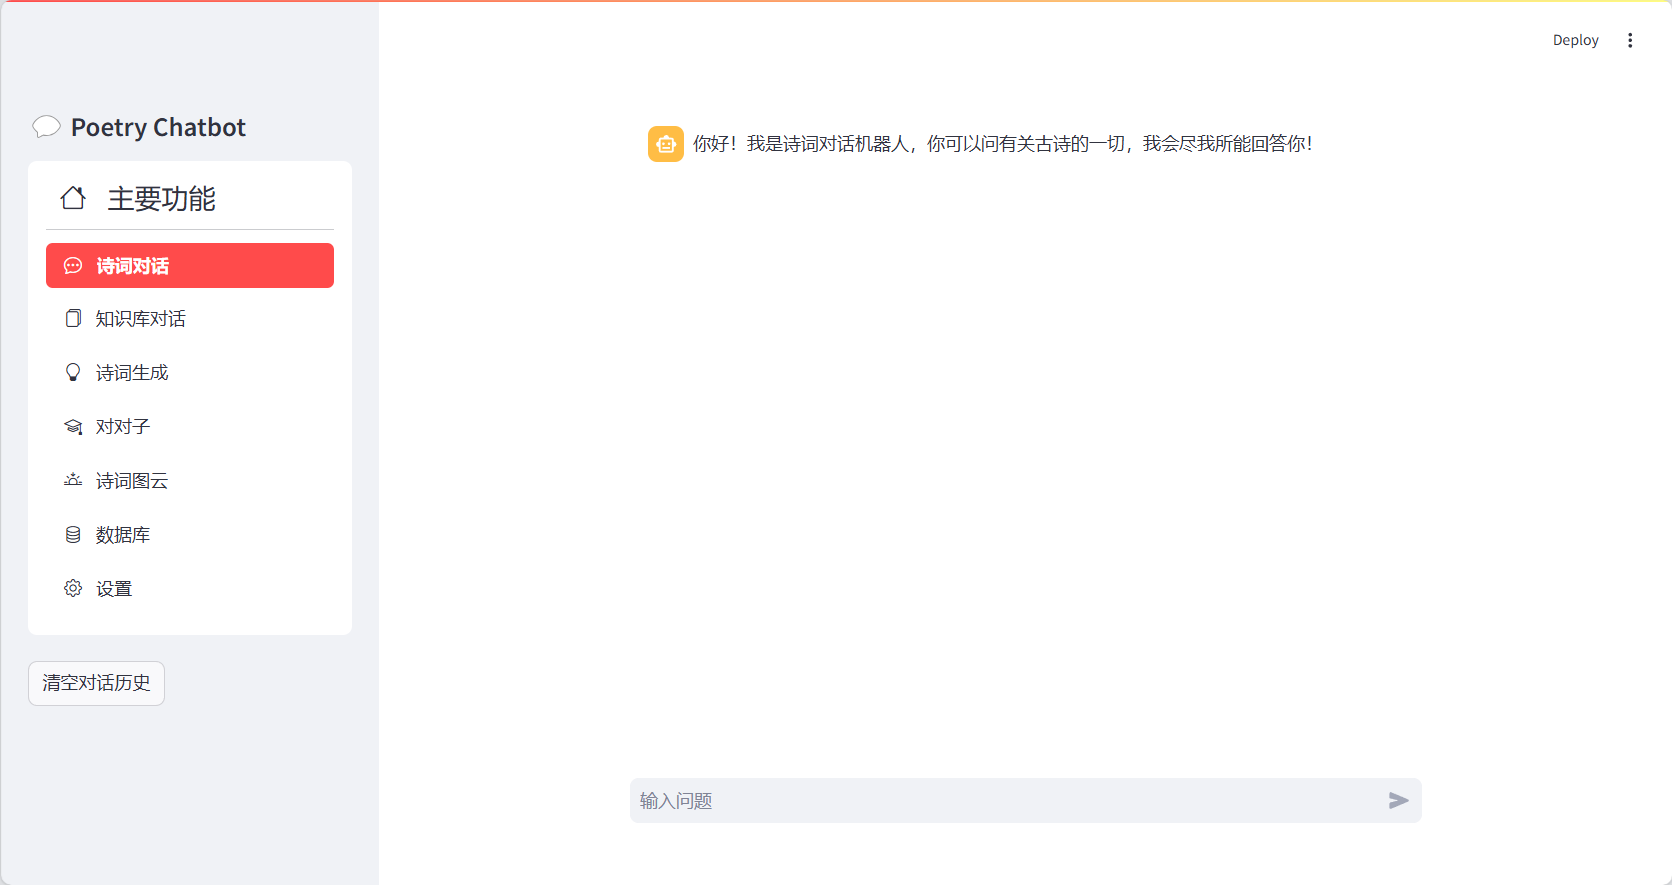 Deploy
Poetry Chatbot
主要功能
诗词对话
知识库对话
诗词生成
对对子
诗词图云
数据库
设置
清空对话历史
你好！我是诗词对话机器人，你可以问有关古诗的一切，我会尽我所能回答你！
输入问题